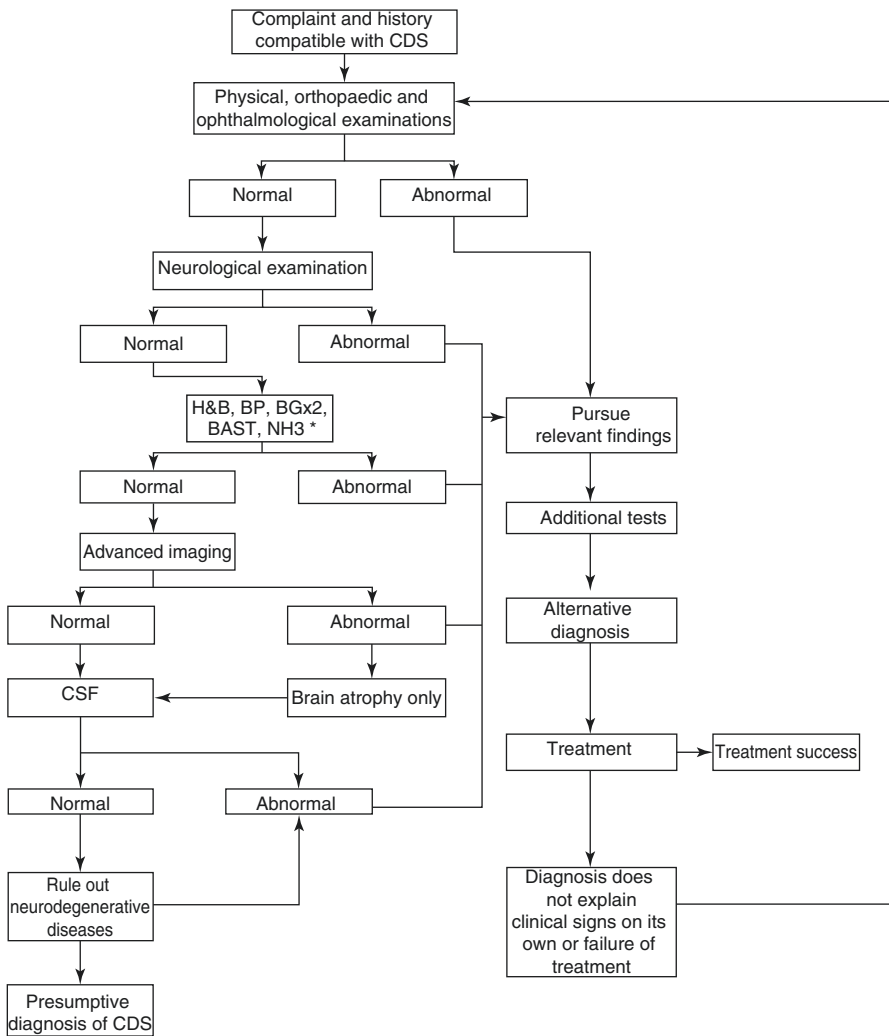 Complaint and history
compatible with CDS
Physical, orthopaedic and
ophthalmological examinations
Normal
Abnormal
Neurological examination
Normal
Abnormal
H&B, BP, BGx2,
BAST, NH3 *
Pursue
relevant findings
Normal
Abnormal
Additional tests
Advanced imaging
Normal
Abnormal
Alternative
diagnosis
CSF
Brain atrophy only
Treatment
Treatment success
Normal
Abnormal
Rule out
neurodegenerative
diseases
Diagnosis does
not explain
clinical signs on its
own or failure of
treatment
Presumptive
diagnosis of CDS